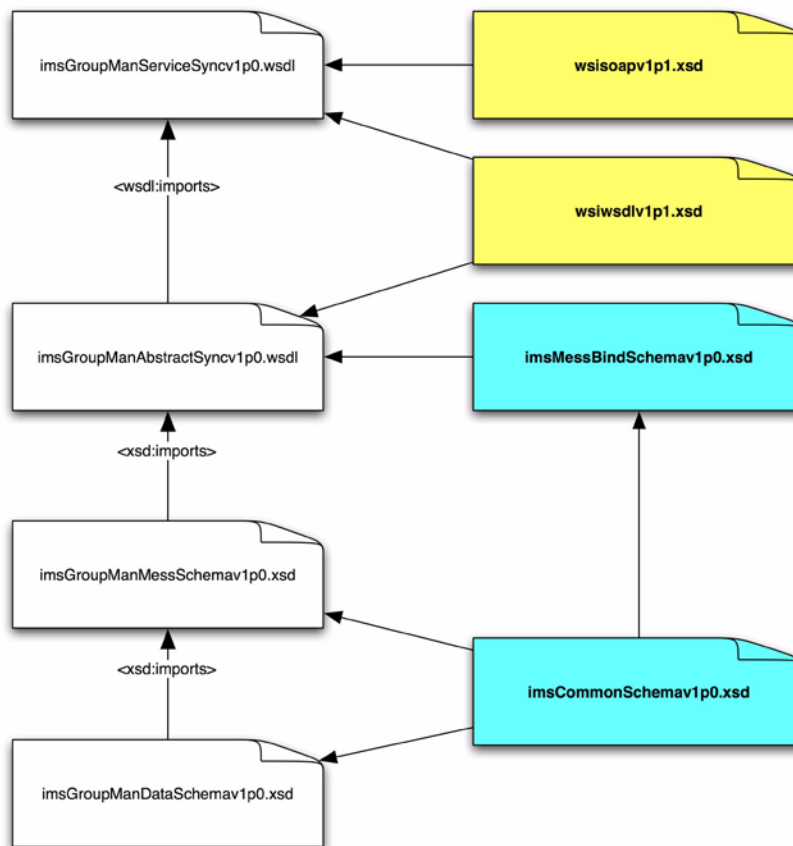 imsGroupManServiceSyncv1p0.wsdl
wsisoapv1p1.xsd
<wsdl:imports>
wsiwsdlv1p1.xsd
imsGroupManAbstractSyncv1p0.wsdl
imsMessBindSchemav1p0.xsd
<xsd:imports>
imsGroupManMessSchemav1p0.xsd
<xsd:imports>
imsCommonSchemav1p0.xsd
imsGroupManDataSchemav1p0.xsd